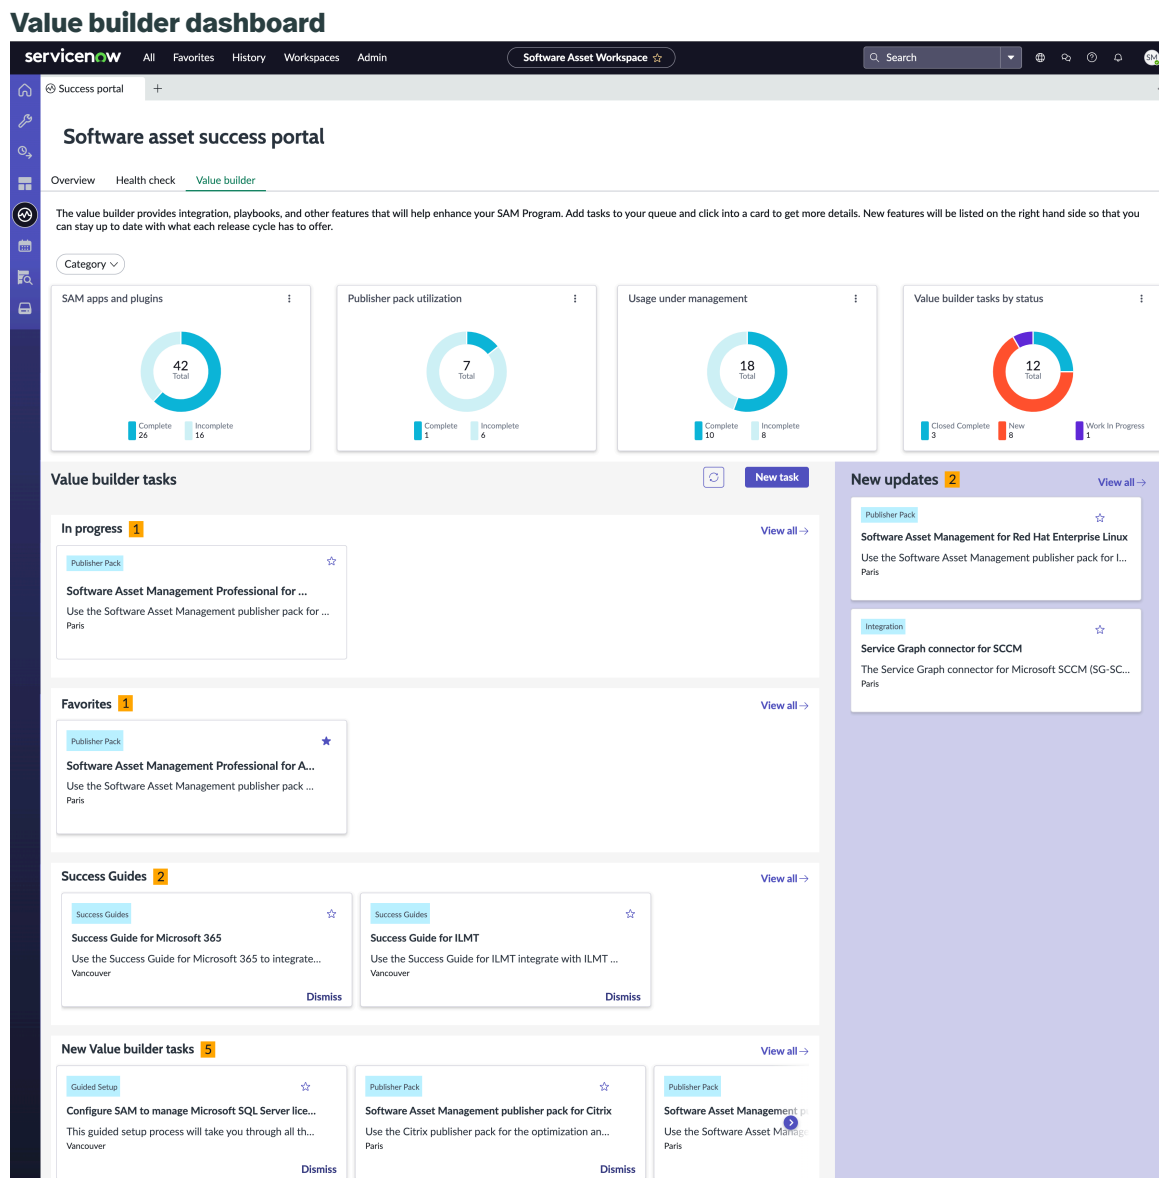 Value builder dashboard
servicenow All Favorites History Workspaces Admin Software Asset Workspace Search SM
Success portal +
Software asset success portal
Overview Health check Value builder
The value builder provides integration, playbooks, and other features that will help enhance your SAM Program. Add tasks to your queue and click into a card to get more details. New features will be listed on the right hand side so that you
can stay up to date with what each release cycle has to offer.
Category
SAM apps and plugins
42
Total
Complete
26
Incomplete
16
Publisher pack utilization
7
Total
Complete
1
Incomplete
6
Usage under management
18
Total
Complete
10
Incomplete
8
Value builder tasks by status
12
Total
Closed Complete
3
New
8
Work In Progress
1
Value builder tasks
New task
In progress 1
View all
Publisher Pack
Software Asset Management Professional for ...
Use the Software Asset Management publisher pack for ...
Paris
Favorites 1
View all
Publisher Pack
Software Asset Management Professional for A...
Use the Software Asset Management publisher pack ...
Paris
Success Guides 2
View all
Success Guides
Success Guide for Microsoft 365
Use the Success Guide for Microsoft 365 to integrate...
Vancouver
Dismiss
Success Guides
Success Guide for ILMT
Use the Success Guide for ILMT integrate with ILMT ...
Vancouver
Dismiss
New Value builder tasks 5
View all
Guided Setup
Configure SAM to manage Microsoft SQL Server lice...
This guided setup process will take you through all th...
Vancouver
Dismiss
Publisher Pack
Software Asset Management publisher pack for Citrix
Use the Citrix publisher pack for the optimization an...
Paris
Dismiss
Publisher Pack
Software Asset Management p
Use the Software Asset Manage
Paris
New updates 2
View all
Publisher Pack
Software Asset Management for Red Hat Enterprise Linux
Use the Software Asset Management publisher pack for I...
Paris
Integration
Service Graph connector for SCCM
The Service Graph connector for Microsoft SCCM (SG-SC...
Paris